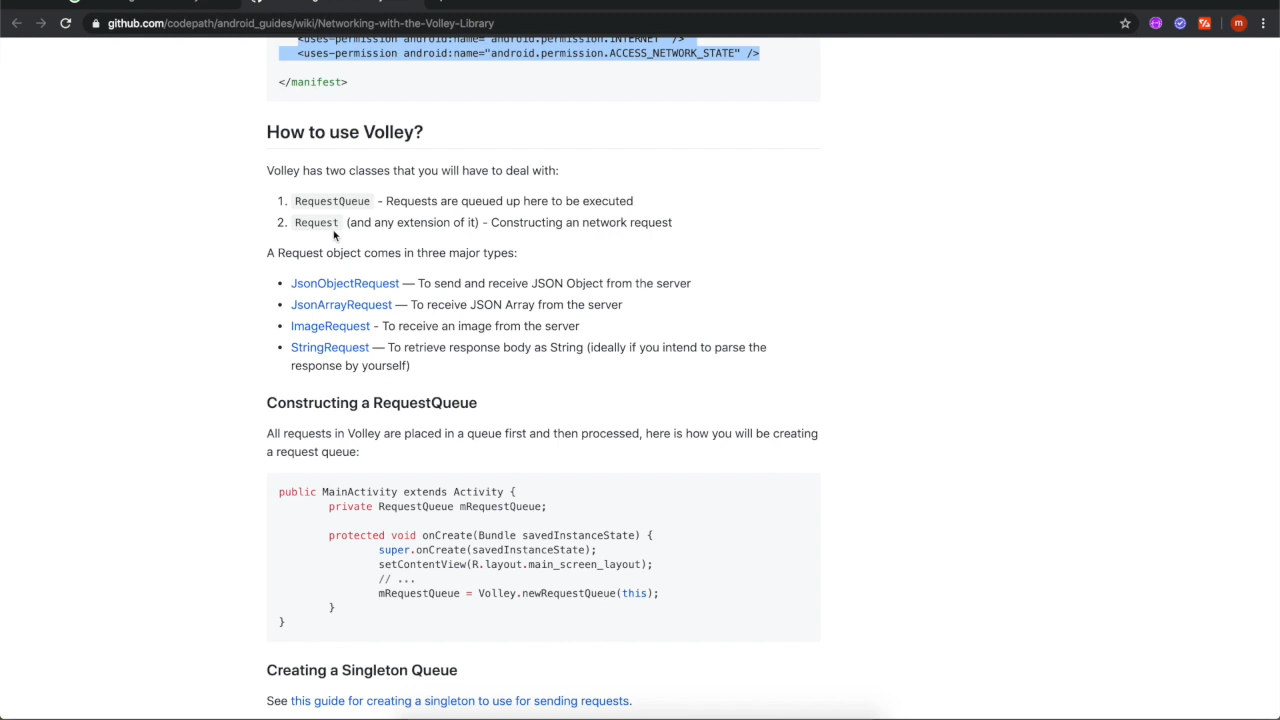 github.com/codepath/android_guides/wiki/Networking-with-the-Volley-Library
m
<uses-permission android:name="android.permission.INTERNET" />
<uses-permission android:name="android.permission.ACCESS_NETWORK_STATE" />
</manifest>
How to use Volley?
Volley has two classes that you will have to deal with:
1. RequestQueue - Requests are queued up here to be executed
2. Request (and any extension of it) - Constructing an network request
A Request object comes in three major types:
• JsonObjectRequest — To send and receive JSON Object from the server
• JsonArrayRequest — To receive JSON Array from the server
• ImageRequest - To receive an image from the server
• StringRequest — To retrieve response body as String (ideally if you intend to parse the
response by yourself)
Constructing a RequestQueue
All requests in Volley are placed in a queue first and then processed, here is how you will be creating
a request queue:
public MainActivity extends Activity {
private RequestQueue mRequestQueue;
protected void onCreate(Bundle savedInstanceState) {
super.onCreate(savedInstanceState);
setContentView(R.layout.main_screen_layout);
// ...
mRequestQueue = Volley.newRequestQueue(this);
}
}
Creating a Singleton Queue
See this guide for creating a singleton to use for sending requests.